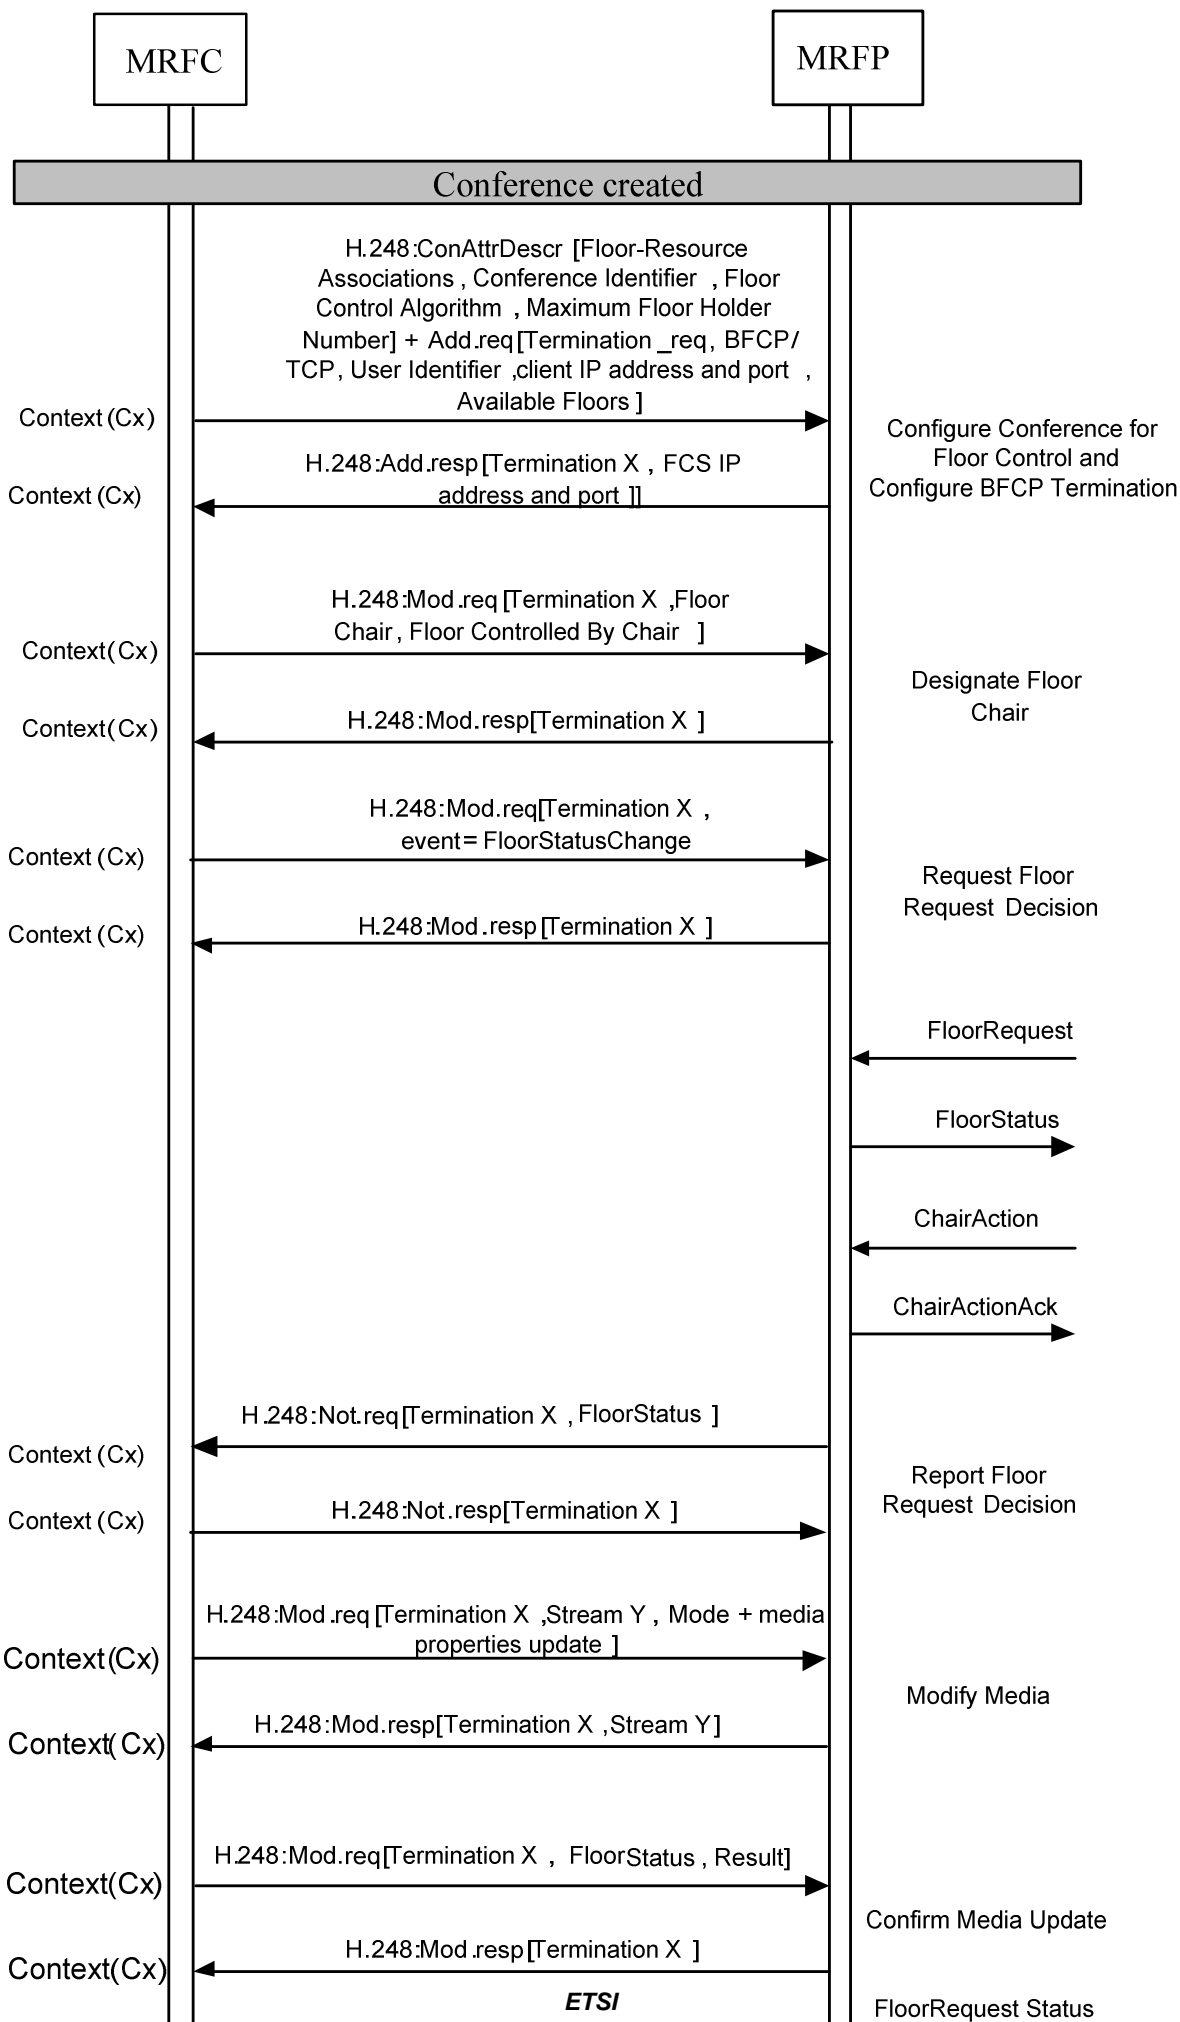 MRFC
MRFP
Conference created
H.248:ConAttrDescr [Floor-Resource
Associations, Conference Identifier , Floor
Control Algorithm , Maximum Floor Holder
Number] + Add.req[Termination _req, BFCP/
TCP, User Identifier ,client IP address and port ,
Available Floors ]
Context (Cx)
Configure Conference for
Floor Control and
Configure BFCP Termination
H.248:Add.resp[Termination X , FCS IP
address and port ]]
Context (Cx)
H.248:Mod.req [Termination X ,Floor
Chair, Floor Controlled By Chair ]
Context(Cx)
Designate Floor
Chair
H.248:Mod.resp[Termination X ]
Context(Cx)
H.248:Mod.req[Termination X ,
event=FloorStatusChange
Context (Cx)
Request Floor
Request Decision
H.248:Mod.resp[Termination X ]
Context (Cx)
FloorRequest
FloorStatus
ChairAction
ChairActionAck
H.248:Not.req[Termination X , FloorStatus ]
Context (Cx)
Report Floor
Request Decision
H.248:Not.resp[Termination X ]
Context (Cx)
H.248:Mod.req [Termination X ,Stream Y , Mode + media
properties update ]
Context(Cx)
Modify Media
H.248:Mod.resp[Termination X ,Stream Y]
Context(Cx)
H.248:Mod.req[Termination X , FloorStatus , Result]
Context(Cx)
Confirm Media Update
H.248:Mod.resp[Termination X ]
Context(Cx)
ETSI
FloorRequest Status